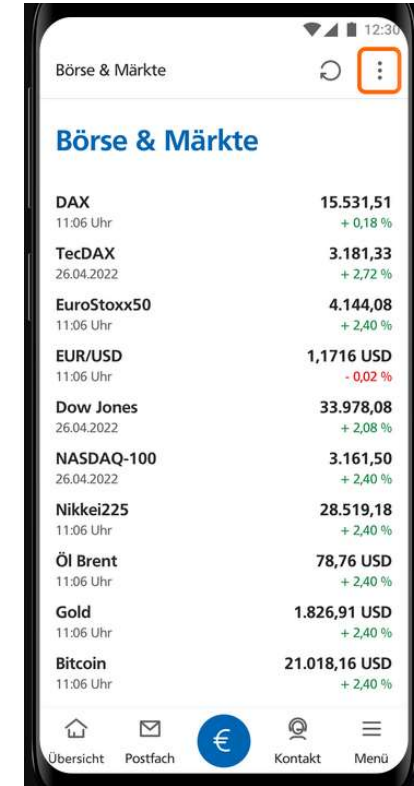 12:30
Börse & Märkte
Börse & Märkte
DAX 15.531,51
11:06 Uhr + 0,18 %
TecDAX 3.181,33
26.04.2022 + 2,72 %
EuroStoxx50 4.144,08
11:06 Uhr + 2,40 %
EUR/USD 1,1716 USD
11:06 Uhr - 0,02 %
Dow Jones 33.978,08
26.04.2022 + 2,08 %
NASDAQ-100 3.161,50
26.04.2022 + 2,40 %
Nikkei225 28.519,18
11:06 Uhr + 2,40 %
Öl Brent 78,76 USD
11:06 Uhr + 2,40 %
Gold 1.826,91 USD
11:06 Uhr + 2,40 %
Bitcoin 21.018,16 USD
11:06 Uhr + 2,40 %
€
Übersicht Postfach Kontakt Menü